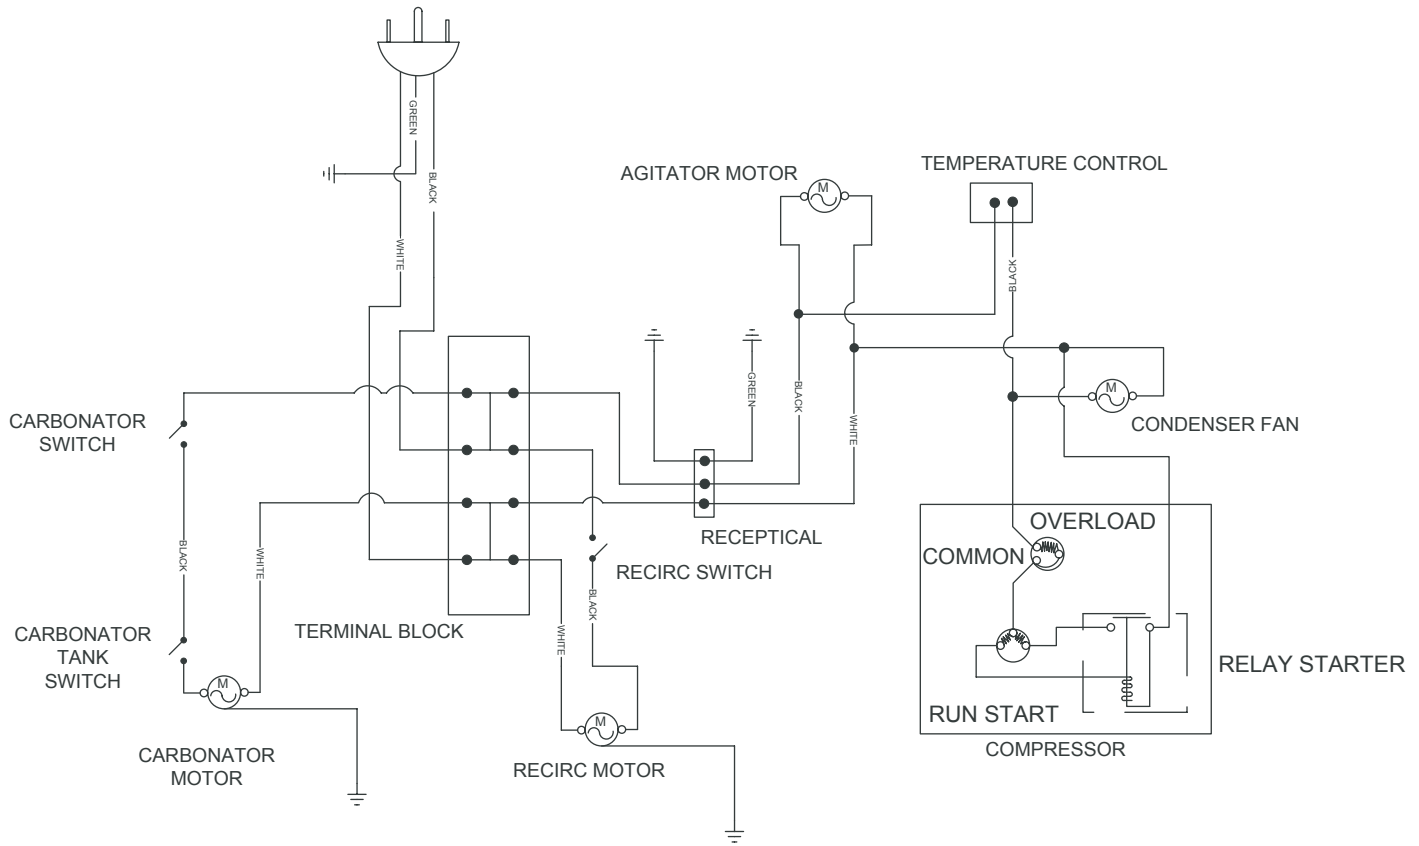 GREEN
BLACK
WHITE
AGITATOR MOTOR
M
TEMPERATURE CONTROL
BLACK
GREEN
BLACK
WHITE
M
CONDENSER FAN
CARBONATOR
SWITCH
RECEPTICAL
OVERLOAD
COMMON
BLACK
WHITE
RECIRC SWITCH
BLACK
WHITE
TERMINAL BLOCK
CARBONATOR
TANK
SWITCH
M
CARBONATOR
MOTOR
M
RECIRC MOTOR
RELAY STARTER
RUN START
COMPRESSOR